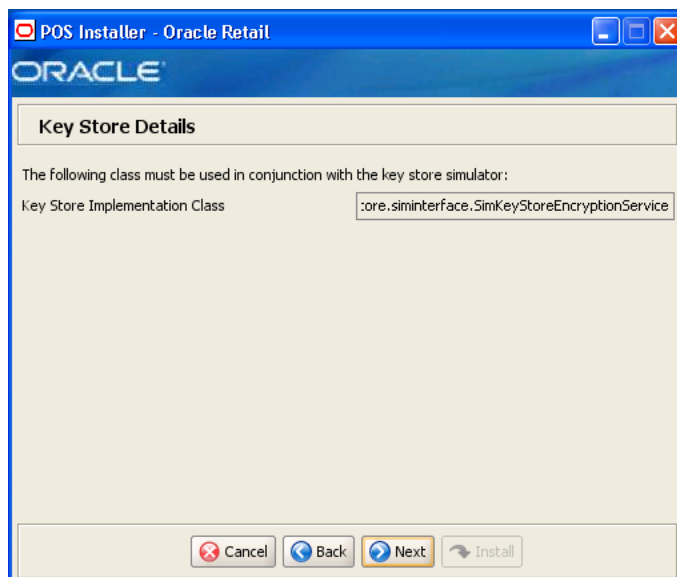 POS Installer - Oracle Retail
ORACLE
Key Store Details
The following class must be used in conjunction with the key store simulator:
Key Store Implementation Class
:ore.siminterface.SimKeyStoreEncryptionService
Cancel
Back
Next
Install